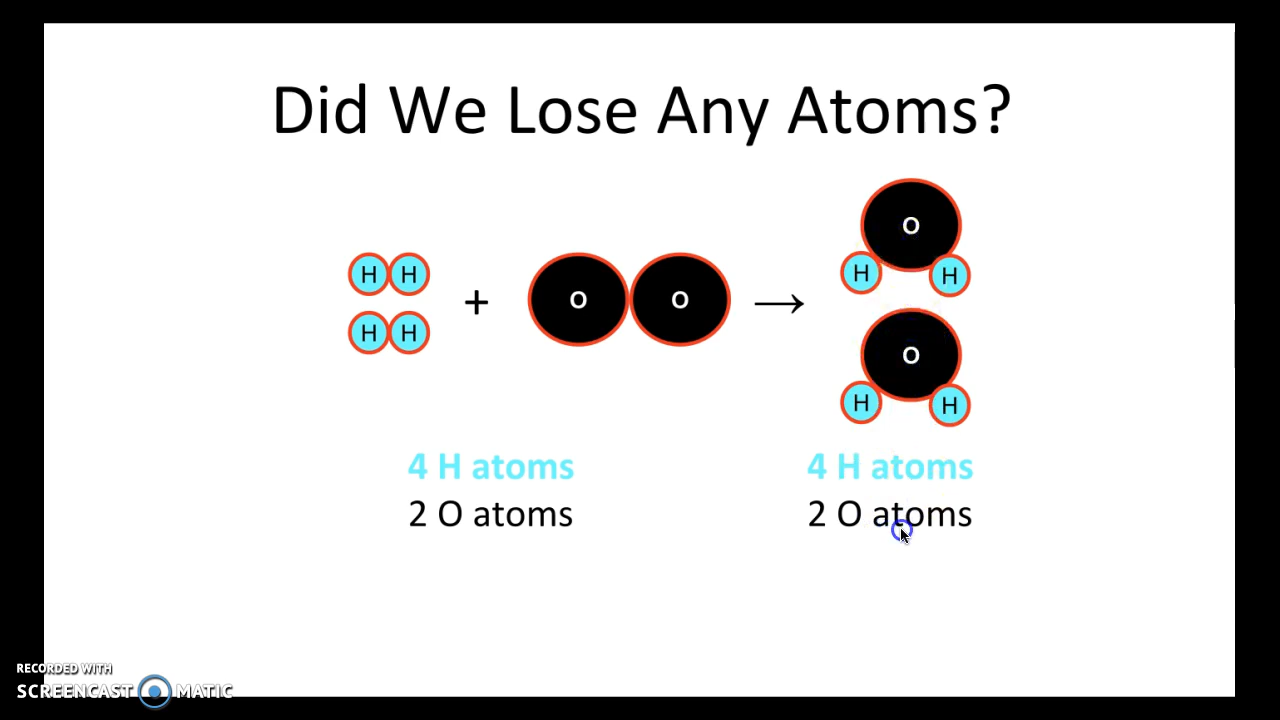 Did We Lose Any Atoms?
H H
H H
+
O O
→
O
H H
O
H H
4 H atoms
2 O atoms
4 H atoms
2 O atoms
RECORDED WITH
SCREENCAST MATIC